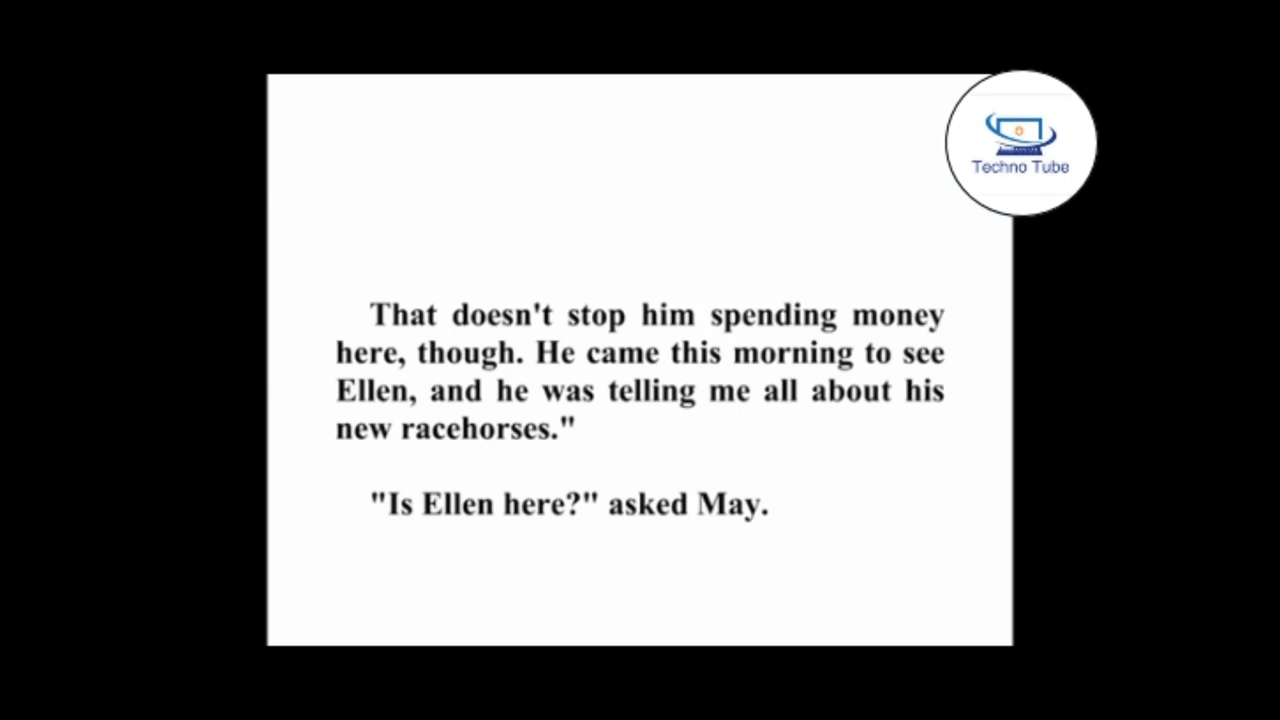 Techno Tube
That doesn't stop him spending money
here, though. He came this morning to see
Ellen, and he was telling me all about his
new racehorses."
"Is Ellen here?" asked May.